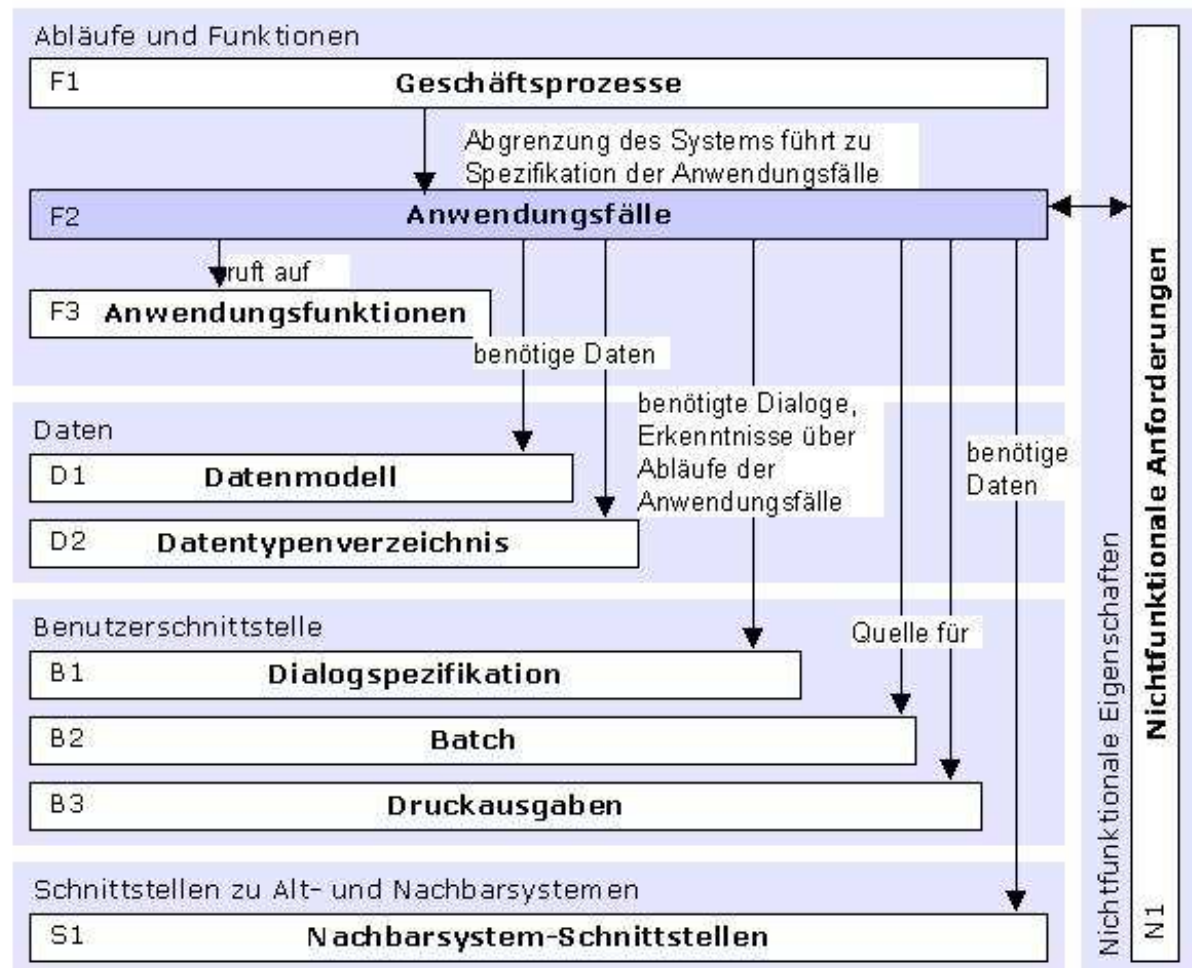 Abläufe und Funktionen
F1 Geschäftsprozesse
Abgrenzung des Systems führt zu
Spezifikation der Anwendungsfälle
F2 Anwendungsfälle
ruft auf
F3 Anwendungsfunktionen
benötige Daten
Daten
D1 Datenmodell
D2 Datentypenverzeichnis
benötigte Dialoge,
Erkenntnisse über
Abläufe der
Anwendungsfälle
benötige
Daten
Benutzerschnittstelle
Quelle für
B1 Dialogspezifikation
B2 Batch
B3 Druckausgaben
Schnittstellen zu Alt- und Nachbarsystemen
S1 Nachbarsystem-Schnittstellen
Nichtfunktionale Eigenschaften
N1 Nichtfunktionale Anforderungen